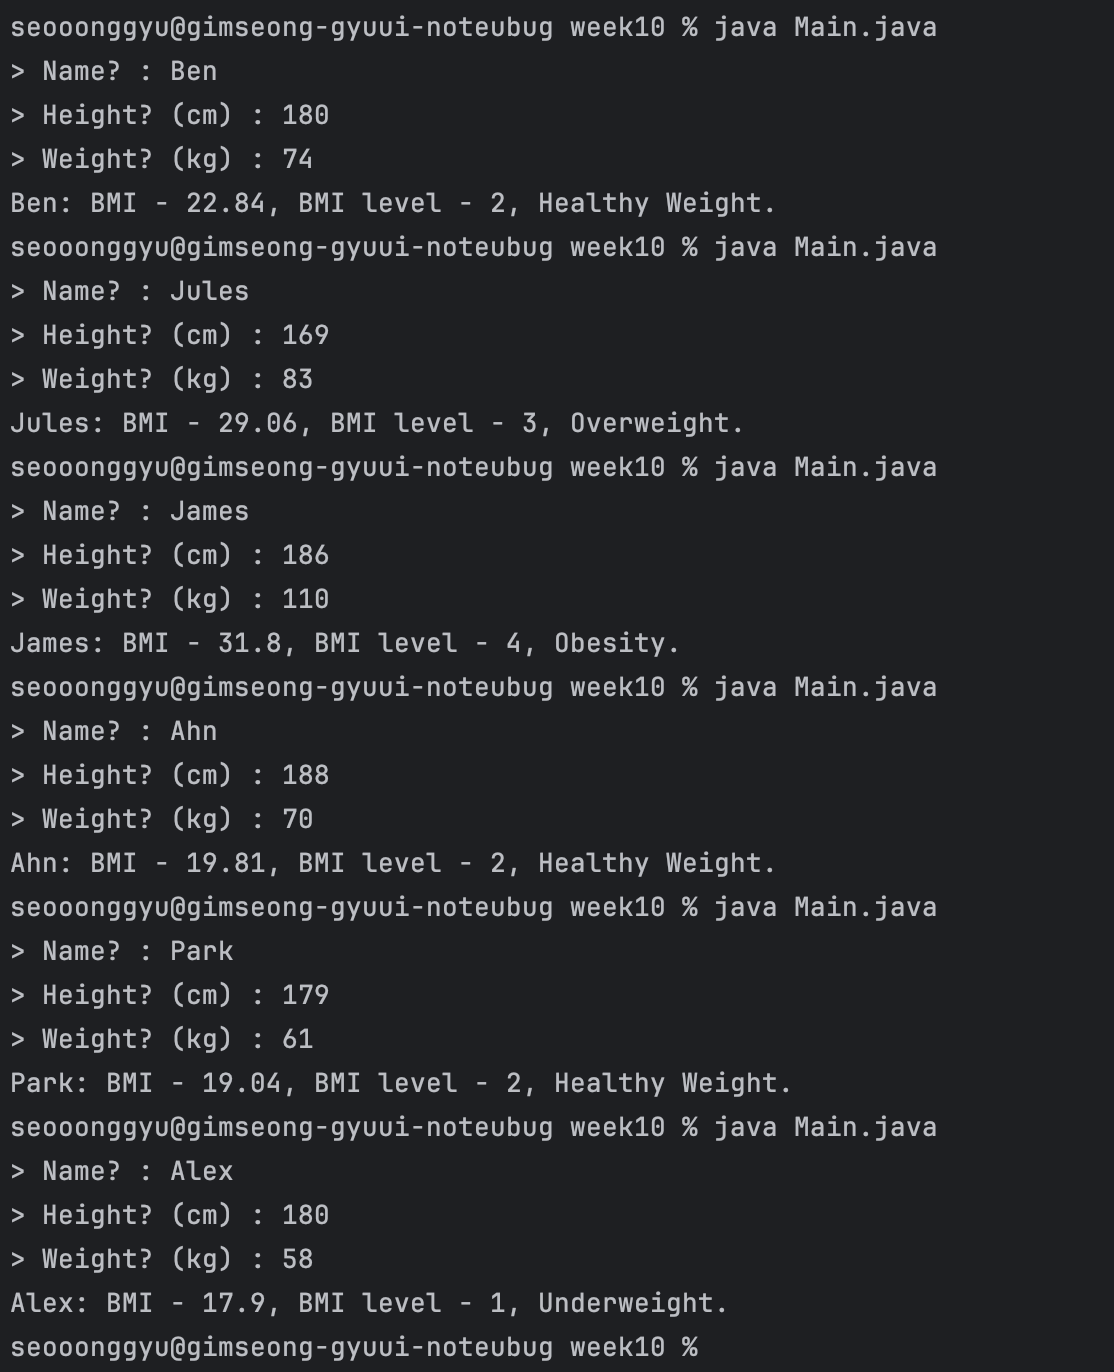 seooonggyu@gimseong-gyuui-noteubug week10 % java Main.java
> Name? : Ben
> Height? (cm) : 180
> Weight? (kg) : 74
Ben: BMI - 22.84, BMI level - 2, Healthy Weight.
seooonggyu@gimseong-gyuui-noteubug week10 % java Main.java
> Name? : Jules
> Height? (cm) : 169
> Weight? (kg) : 83
Jules: BMI - 29.06, BMI level - 3, Overweight.
seooonggyu@gimseong-gyuui-noteubug week10 % java Main.java
> Name? : James
> Height? (cm) : 186
> Weight? (kg) : 110
James: BMI - 31.8, BMI level - 4, Obesity.
seooonggyu@gimseong-gyuui-noteubug week10 % java Main.java
> Name? : Ahn
> Height? (cm) : 188
> Weight? (kg) : 70
Ahn: BMI - 19.81, BMI level - 2, Healthy Weight.
seooonggyu@gimseong-gyuui-noteubug week10 % java Main.java
> Name? : Park
> Height? (cm) : 179
> Weight? (kg) : 61
Park: BMI - 19.04, BMI level - 2, Healthy Weight.
seooonggyu@gimseong-gyuui-noteubug week10 % java Main.java
> Name? : Alex
> Height? (cm) : 180
> Weight? (kg) : 58
Alex: BMI - 17.9, BMI level - 1, Underweight.
seooonggyu@gimseong-gyuui-noteubug week10 %